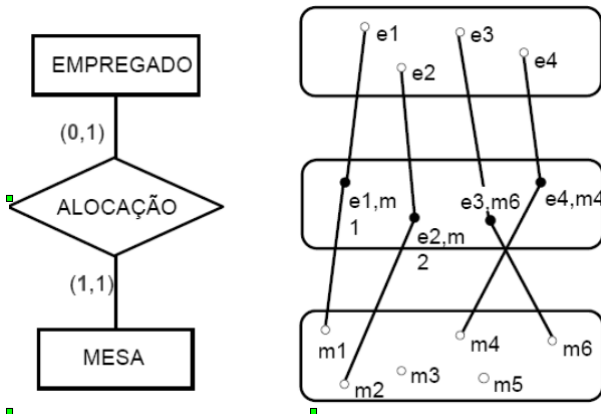 EMPREGADO
(0,1)
ALOCAÇÃO
(1,1)
MESA
e1
e2
e3
e4
e1,m
1
e2,m
2
e3,m6
e4,m4
m1
m2
m3
m4
m5
m6